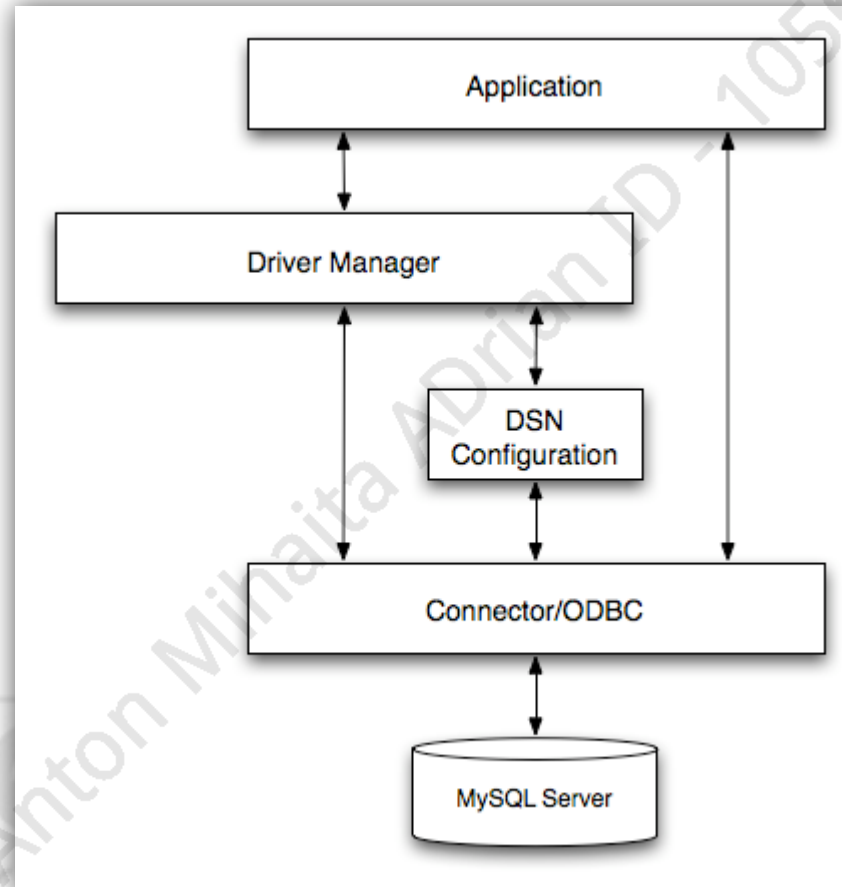 Application
Driver Manager
DSN
Configuration
Connector/ODBC
MySQL Server
Anton Mihaita ADrian ID - 105